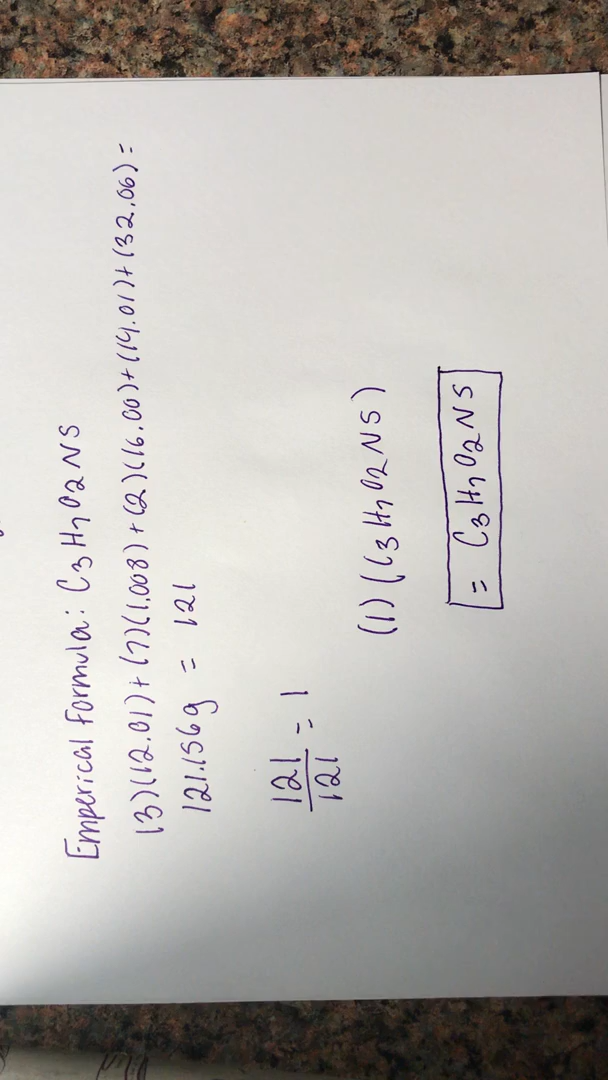 Emperical Formula: C3H7O2NS
(3)(12.01)+(7)(1.008)+(2)(16.00)+(14.01)+(32.06)=
121.156g = 121
121/121 = 1
(1)(C3H7O2NS)
= C3H7O2NS